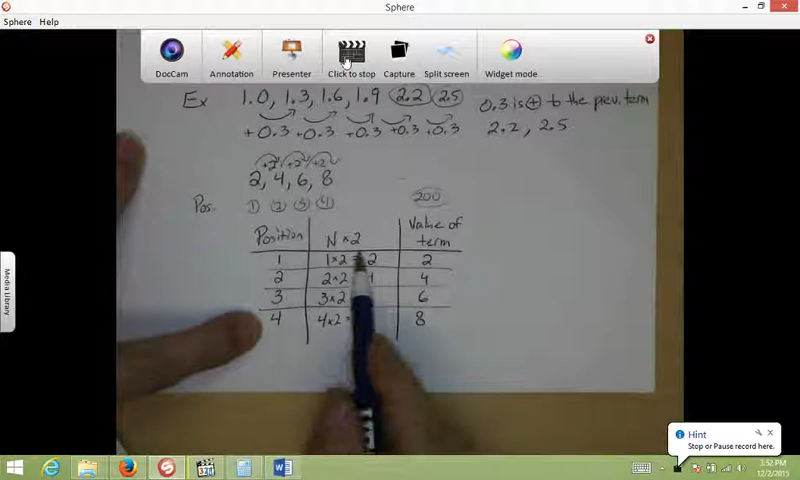 Sphere
Sphere Help
DocCam Annotation Presenter Click to stop Capture Split screen Widget mode
Ex 1.0, 1.3, 1.6, 1.9 2.2, 2.5 0.3 is + to the prev. term
+0.3 +0.3 +0.3 +0.3 +0.3 2.2, 2.5
+2 +2 +2
2, 4, 6, 8
Pos. 1 2 3 4 200
Position N×2 Value of term
1 1×2 = 2 2
2 2×2 4 4
3 3×2 6
4 4×2 = 8
Media Library
Hint
Stop or Pause record here.
3:52 PM
12/2/2015